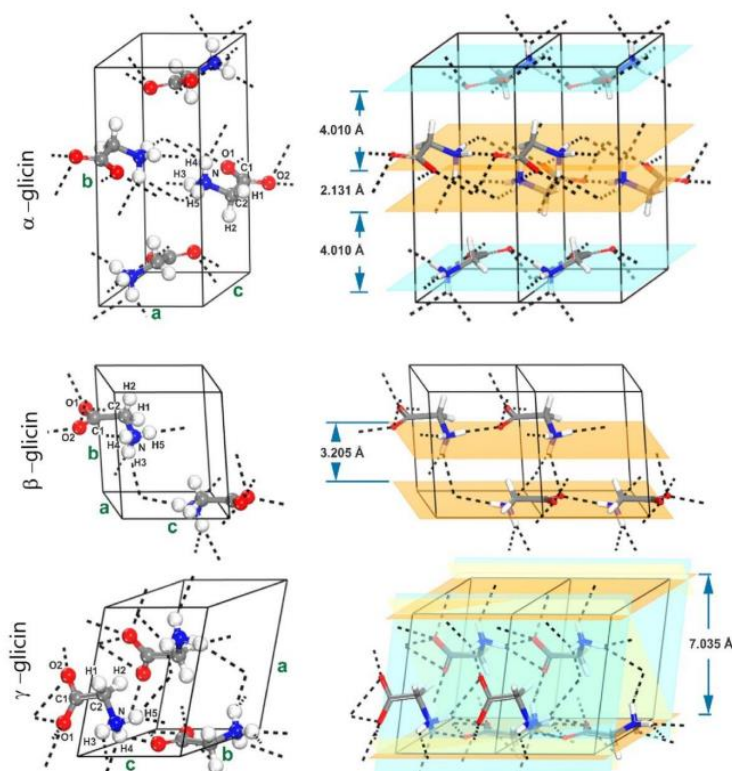 α–glicin
H4
O1
C1
O2
H3
N
H1
b
H5
C2
H2
c
a
4.010 Å
2.131 Å
4.010 Å
β –glicin
H2
O1
C2
H1
O2
C1
N
H5
b
H4
H3
a
c
3.205 Å
γ –glicin
O2
H1
H2
a
C1
C2
N
H5
O1
H3
H4
b
c
7.035 Å